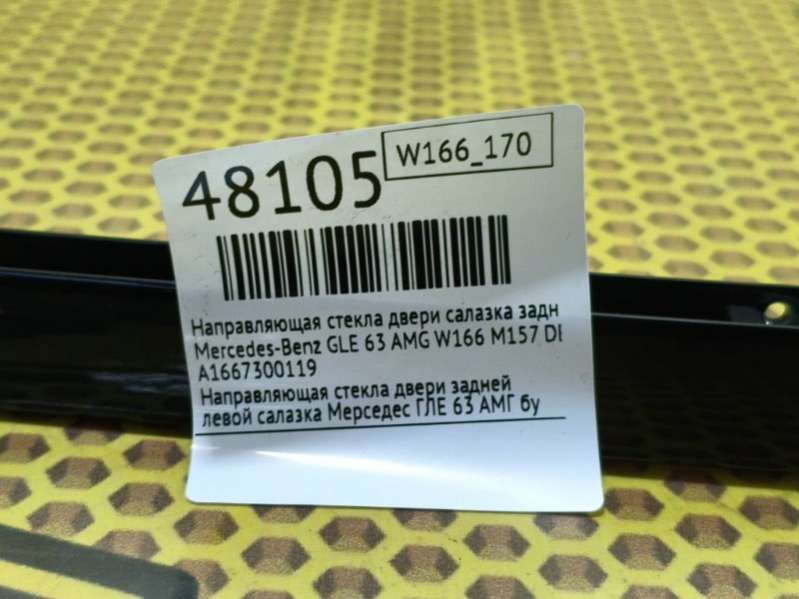 48105
W166_170
Направляющая стекла двери салазка задн
Mercedes-Benz GLE 63 AMG W166 M157 DE
A1667300119
Направляющая стекла двери задней
левой салазка Мерседес ГЛЕ 63 АМГ бу